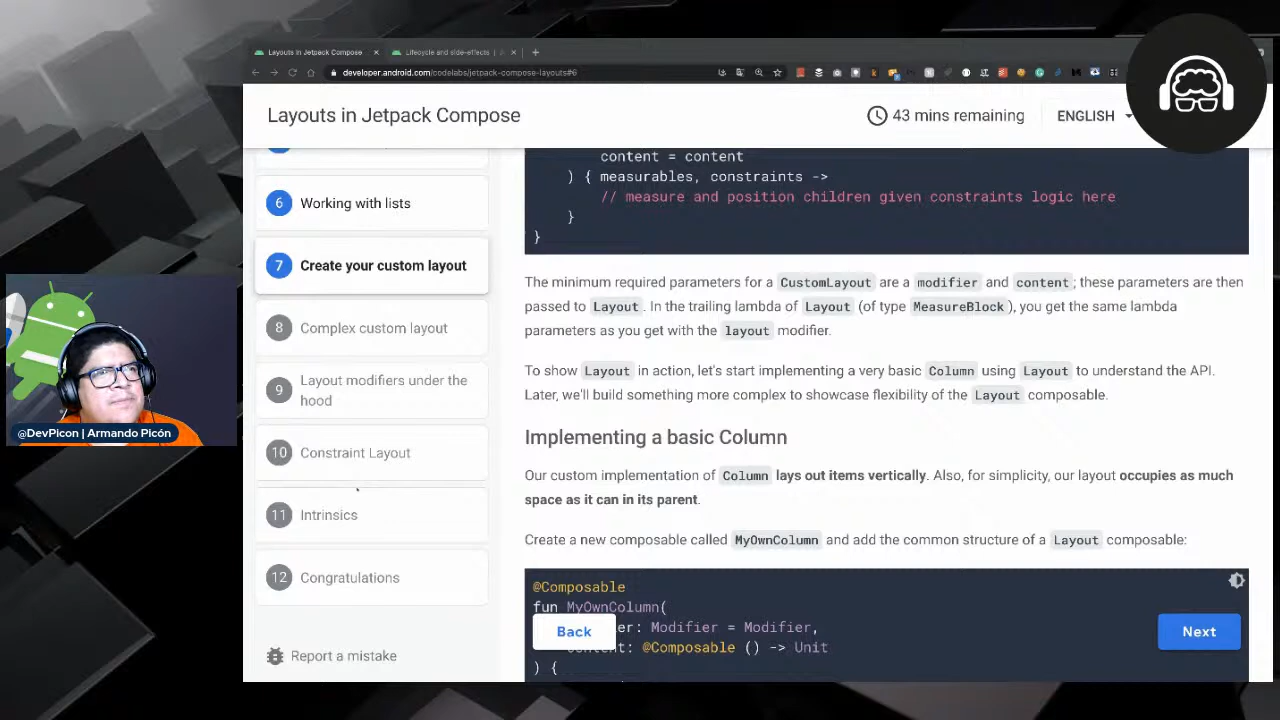 Layouts in Jetpack Compose
Lifecycle and side-effects
developer.android.com/codelabs/jetpack-compose-layouts#6
Layouts in Jetpack Compose
43 mins remaining
ENGLISH
6 Working with lists
7 Create your custom layout
8 Complex custom layout
9 Layout modifiers under the
hood
10 Constraint Layout
11 Intrinsics
12 Congratulations
Report a mistake
content = content
) { measurables, constraints ->
// measure and position children given constraints logic here
}
}
The minimum required parameters for a CustomLayout are a modifier and content; these parameters are then
passed to Layout. In the trailing lambda of Layout (of type MeasureBlock), you get the same lambda
parameters as you get with the layout modifier.
To show Layout in action, let's start implementing a very basic Column using Layout to understand the API.
Later, we'll build something more complex to showcase flexibility of the Layout composable.
Implementing a basic Column
Our custom implementation of Column lays out items vertically. Also, for simplicity, our layout occupies as much
space as it can in its parent.
Create a new composable called MyOwnColumn and add the common structure of a Layout composable:
@Composable
fun MyOwnColumn(
er: Modifier = Modifier,
t: @Composable () -> Unit
) {
Back
Next
@DevPicon | Armando Picón